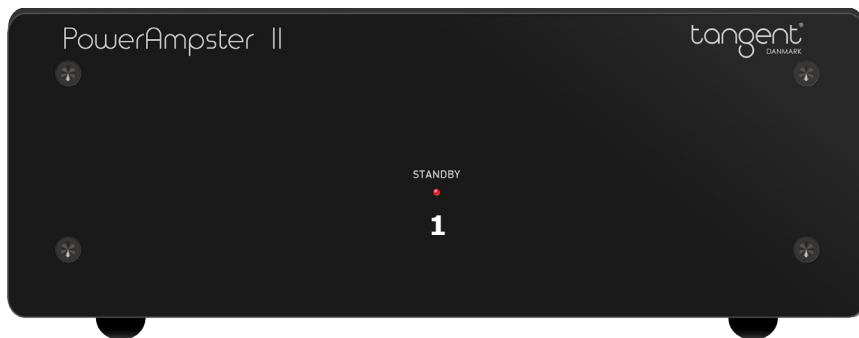 PowerAmpster II
tangent®
DANMARK
STANDBY
1